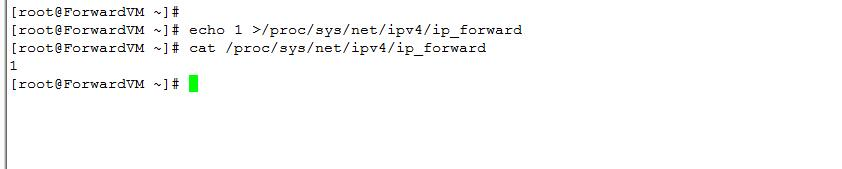 [root@ForwardVM ~]#
[root@ForwardVM ~]# echo 1 >/proc/sys/net/ipv4/ip_forward
[root@ForwardVM ~]# cat /proc/sys/net/ipv4/ip_forward
1
[root@ForwardVM ~]#